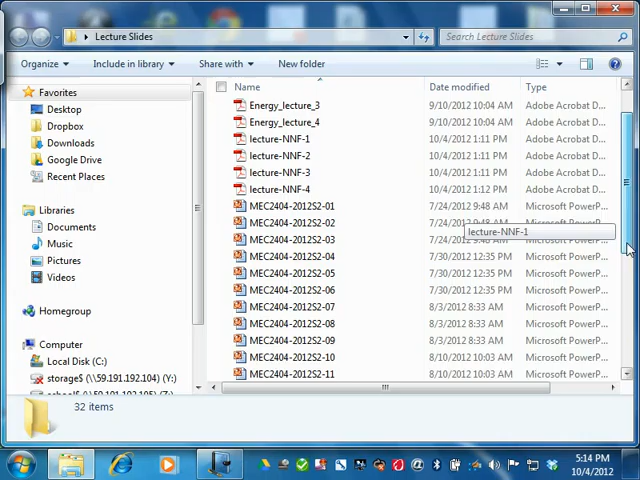 Lecture Slides
Search Lecture Slides
Organize
Include in library
Share with
New folder
Favorites
Desktop
Dropbox
Downloads
Google Drive
Recent Places
Libraries
Documents
Music
Pictures
Videos
Homegroup
Computer
Local Disk (C:)
storage$ (\\59.191.192.104) (Y:)
Name Date modified Type
Energy_lecture_3 9/10/2012 10:04 AM Adobe Acrobat D...
Energy_lecture_4 9/10/2012 10:04 AM Adobe Acrobat D...
lecture-NNF-1 10/4/2012 1:11 PM Adobe Acrobat D...
lecture-NNF-2 10/4/2012 1:11 PM Adobe Acrobat D...
lecture-NNF-3 10/4/2012 1:11 PM Adobe Acrobat D...
lecture-NNF-4 10/4/2012 1:12 PM Adobe Acrobat D...
MEC2404-2012S2-01 7/24/2012 9:48 AM Microsoft PowerP...
MEC2404-2012S2-02 7/24/2012 9:48 AM Microsoft PowerP...
lecture-NNF-1
MEC2404-2012S2-03 7/24/2012 9:48 AM Microsoft PowerP...
MEC2404-2012S2-04 7/30/2012 12:35 PM Microsoft PowerP...
MEC2404-2012S2-05 7/30/2012 12:35 PM Microsoft PowerP...
MEC2404-2012S2-06 7/30/2012 12:35 PM Microsoft PowerP...
MEC2404-2012S2-07 8/3/2012 8:33 AM Microsoft PowerP...
MEC2404-2012S2-08 8/3/2012 8:33 AM Microsoft PowerP...
MEC2404-2012S2-09 8/3/2012 8:33 AM Microsoft PowerP...
MEC2404-2012S2-10 8/10/2012 10:03 AM Microsoft PowerP...
MEC2404-2012S2-11 8/10/2012 10:03 AM Microsoft PowerP...
32 items
5:14 PM
10/4/2012